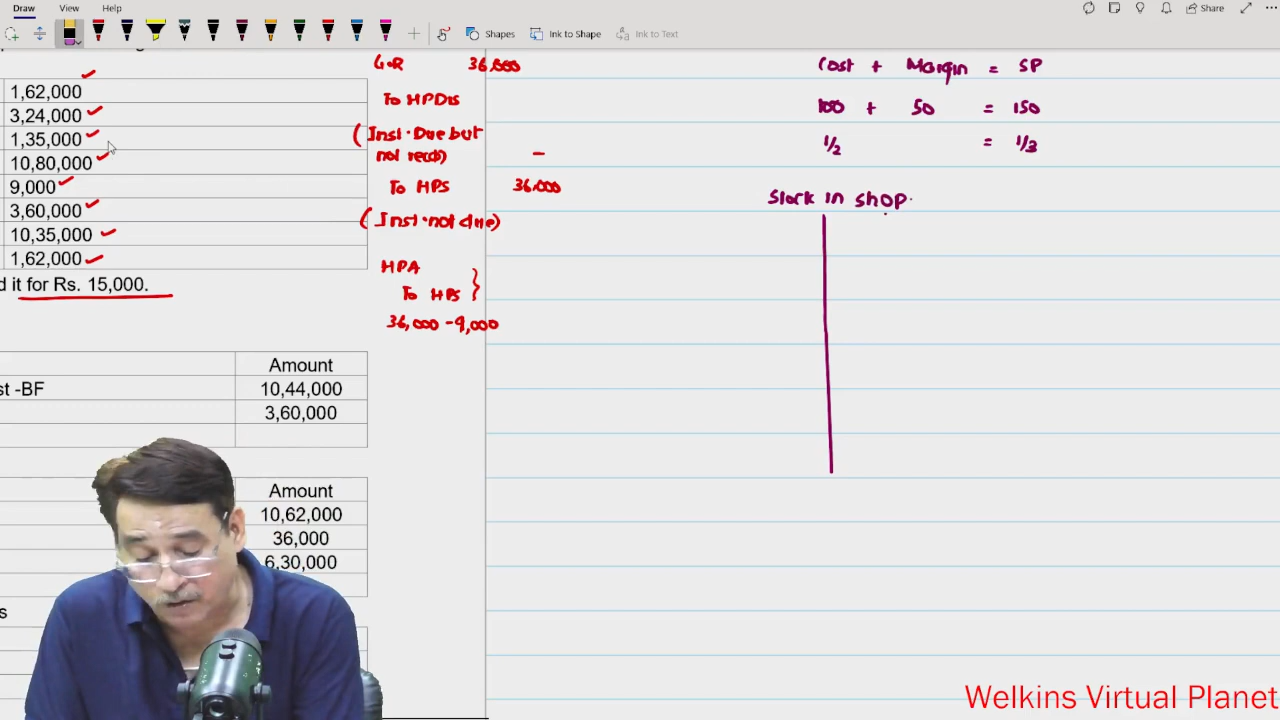 Draw View Help
Share
Shapes
Ink to Shape
Ink to Text
1,62,000
3,24,000
1,35,000
10,80,000
9,000
3,60,000
10,35,000
1,62,000
d it for Rs. 15,000.
Amount
st -BF
10,44,000
3,60,000
Amount
10,62,000
36,000
6,30,000
s
G.R 36,000
To HPDrs
(Inst. Due but
not recd) -
To HPS 36,000
(Inst. not due)
HPA
To HPS }
36,000 - 9,000
Cost + Margin = SP
100 + 50 = 150
1/2 = 1/3
Stock in shop
Welkins Virtual Planet